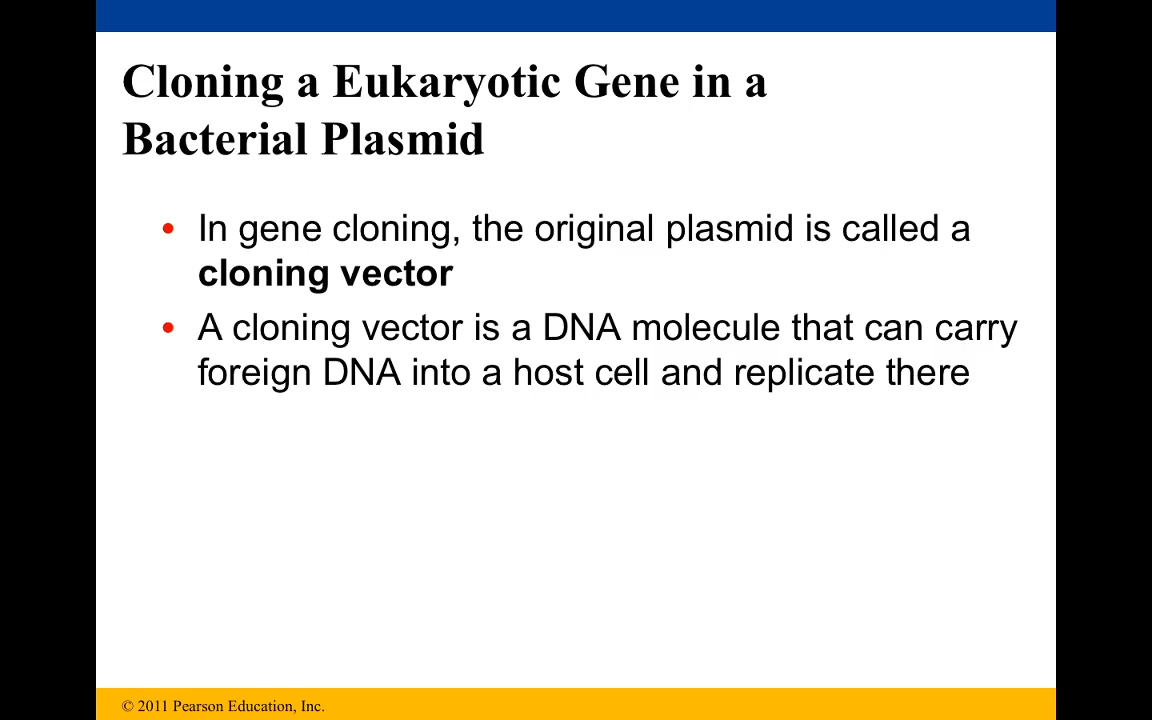 Cloning a Eukaryotic Gene in a
Bacterial Plasmid
• In gene cloning, the original plasmid is called a
cloning vector
• A cloning vector is a DNA molecule that can carry
foreign DNA into a host cell and replicate there
© 2011 Pearson Education, Inc.